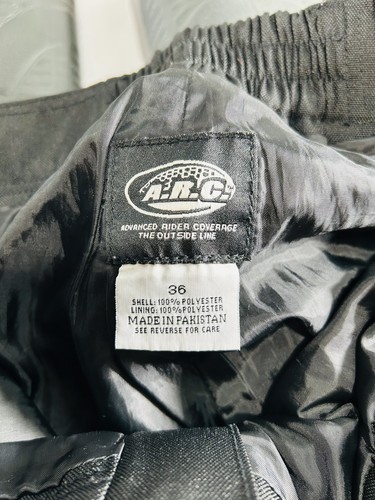 A.R.C.
ADVANCED RIDER COVERAGE
THE OUTSIDE LINE
36
SHELL: 100% POLYESTER
LINING: 100% POLYESTER
MADE IN PAKISTAN
SEE REVERSE FOR CARE